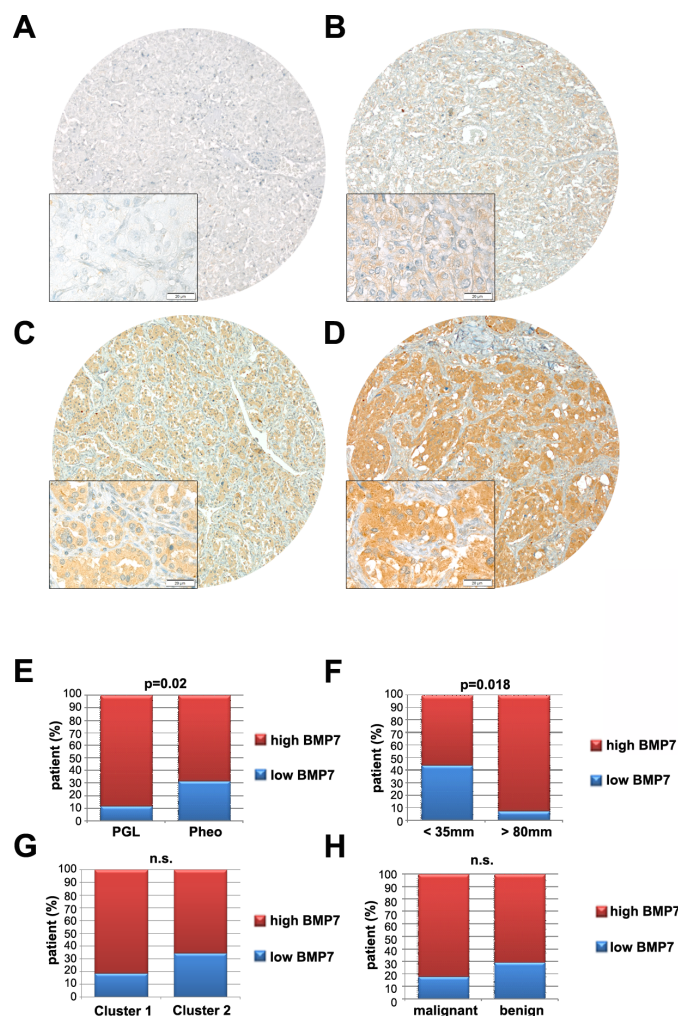 A
B
20 μm
20 μm
C
D
20 μm
20 μm
E
p=0.02
patient (%)
100
90
80
70
60
50
40
30
20
10
0
PGL
Pheo
high BMP7
low BMP7
F
p=0.018
patient (%)
100
90
80
70
60
50
40
30
20
10
0
< 35mm
> 80mm
high BMP7
low BMP7
G
n.s.
patient (%)
100
90
80
70
60
50
40
30
20
10
0
Cluster 1
Cluster 2
high BMP7
low BMP7
H
n.s.
patient (%)
100
90
80
70
60
50
40
30
20
10
0
malignant
benign
high BMP7
low BMP7